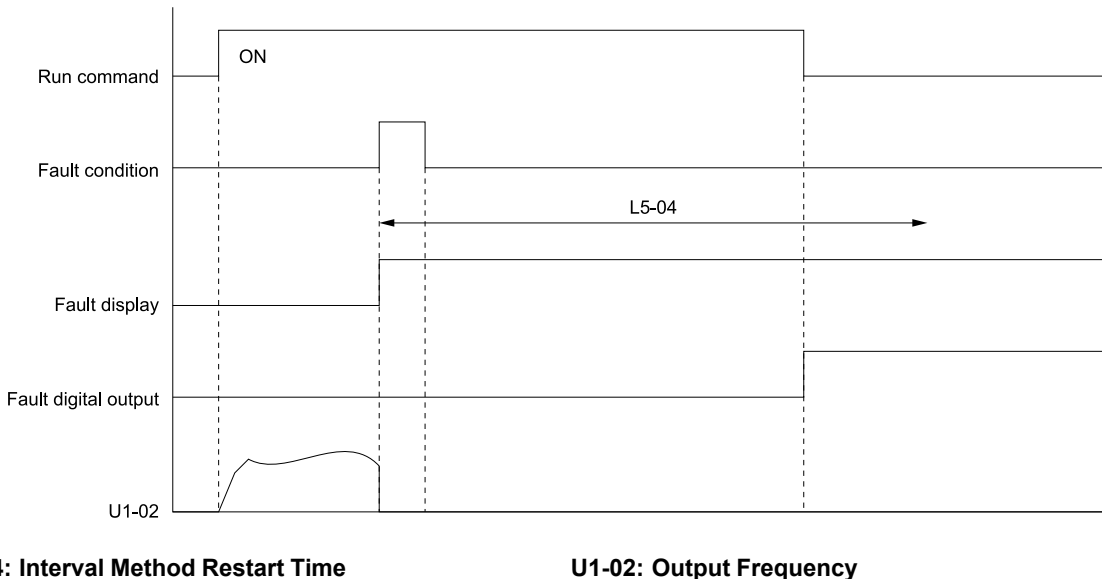 ON
Run command
Fault condition
L5-04
Fault display
Fault digital output
U1-02
4: Interval Method Restart Time
U1-02: Output Frequency